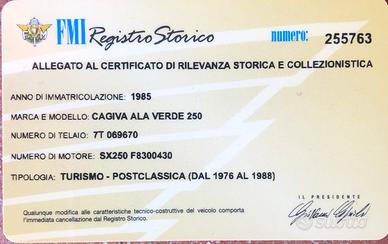 FMI Registro Storico numero: 255763
ALLEGATO AL CERTIFICATO DI RILEVANZA STORICA E COLLEZIONISTICA
ANNO DI IMMATRICOLAZIONE: 1985
MARCA E MODELLO: CAGIVA ALA VERDE 250
NUMERO DI TELAIO: 7T 069670
NUMERO DI MOTORE: SX250 F8300430
TIPOLOGIA: TURISMO - POSTCLASSICA (DAL 1976 AL 1988)
IL PRESIDENTE
Qualunque modifica alle caratteristiche tecnico-costruttive del veicolo comporta
l'immediata cancellazione dal Registro Storico.
subito